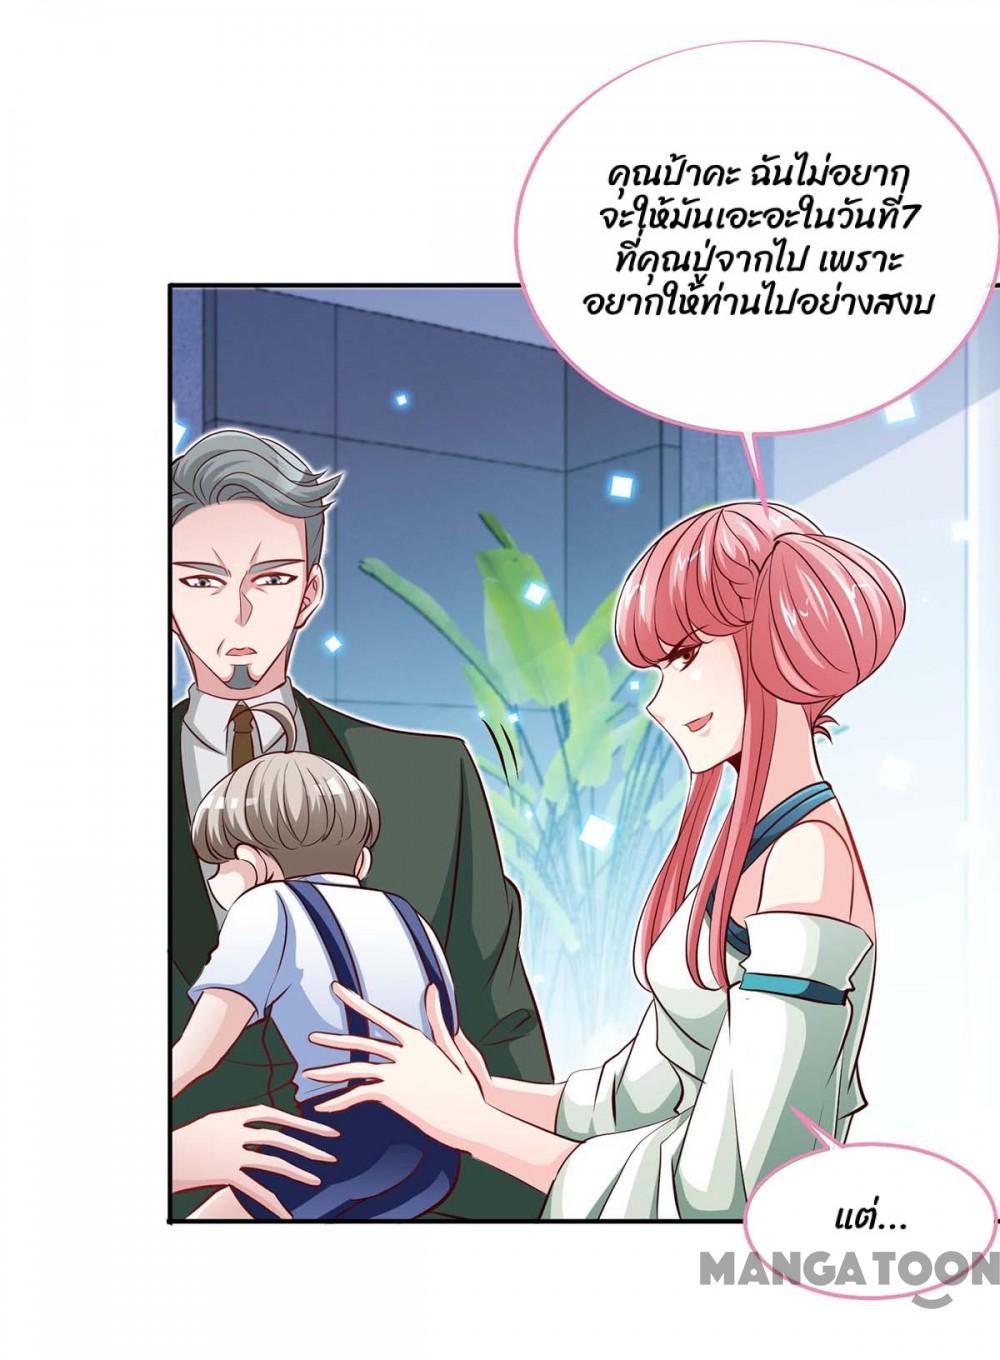 คุณป้าคะ ฉันไม่อยาก
จะให้มันเอะอะในวันที่7
ที่คุณปู่จากไป เพราะ
อยากให้ท่านไปอย่างสงบ
แต่...
MANGATOON